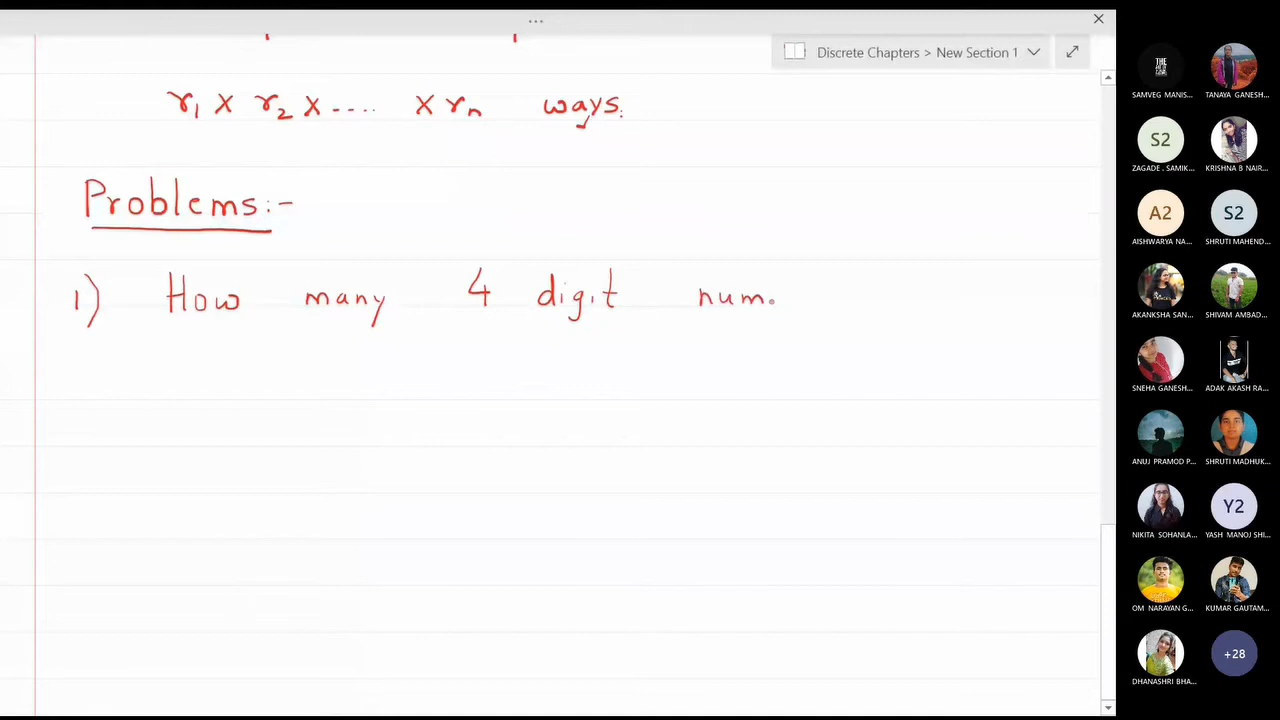 Discrete Chapters > New Section 1
r1 x r2 x .... x rn ways.
Problems:-
1) How many 4 digit num.
THE
SAMVEG MANIS...
TANAYA GANESH...
S2
ZAGADE . SAMIK...
KRISHNA B NAIR...
A2
AISHWARYA NA...
S2
SHRUTI MAHEND...
AKANKSHA SAN...
SHIVAM AMBAD...
SNEHA GANESH...
ADAK AKASH RA...
ANUJ PRAMOD P...
SHRUTI MADHUK...
NIKITA SOHANLA...
Y2
YASH MANOJ SHI...
OM NARAYAN G...
KUMAR GAUTAM...
DHANASHRI BHA...
+28